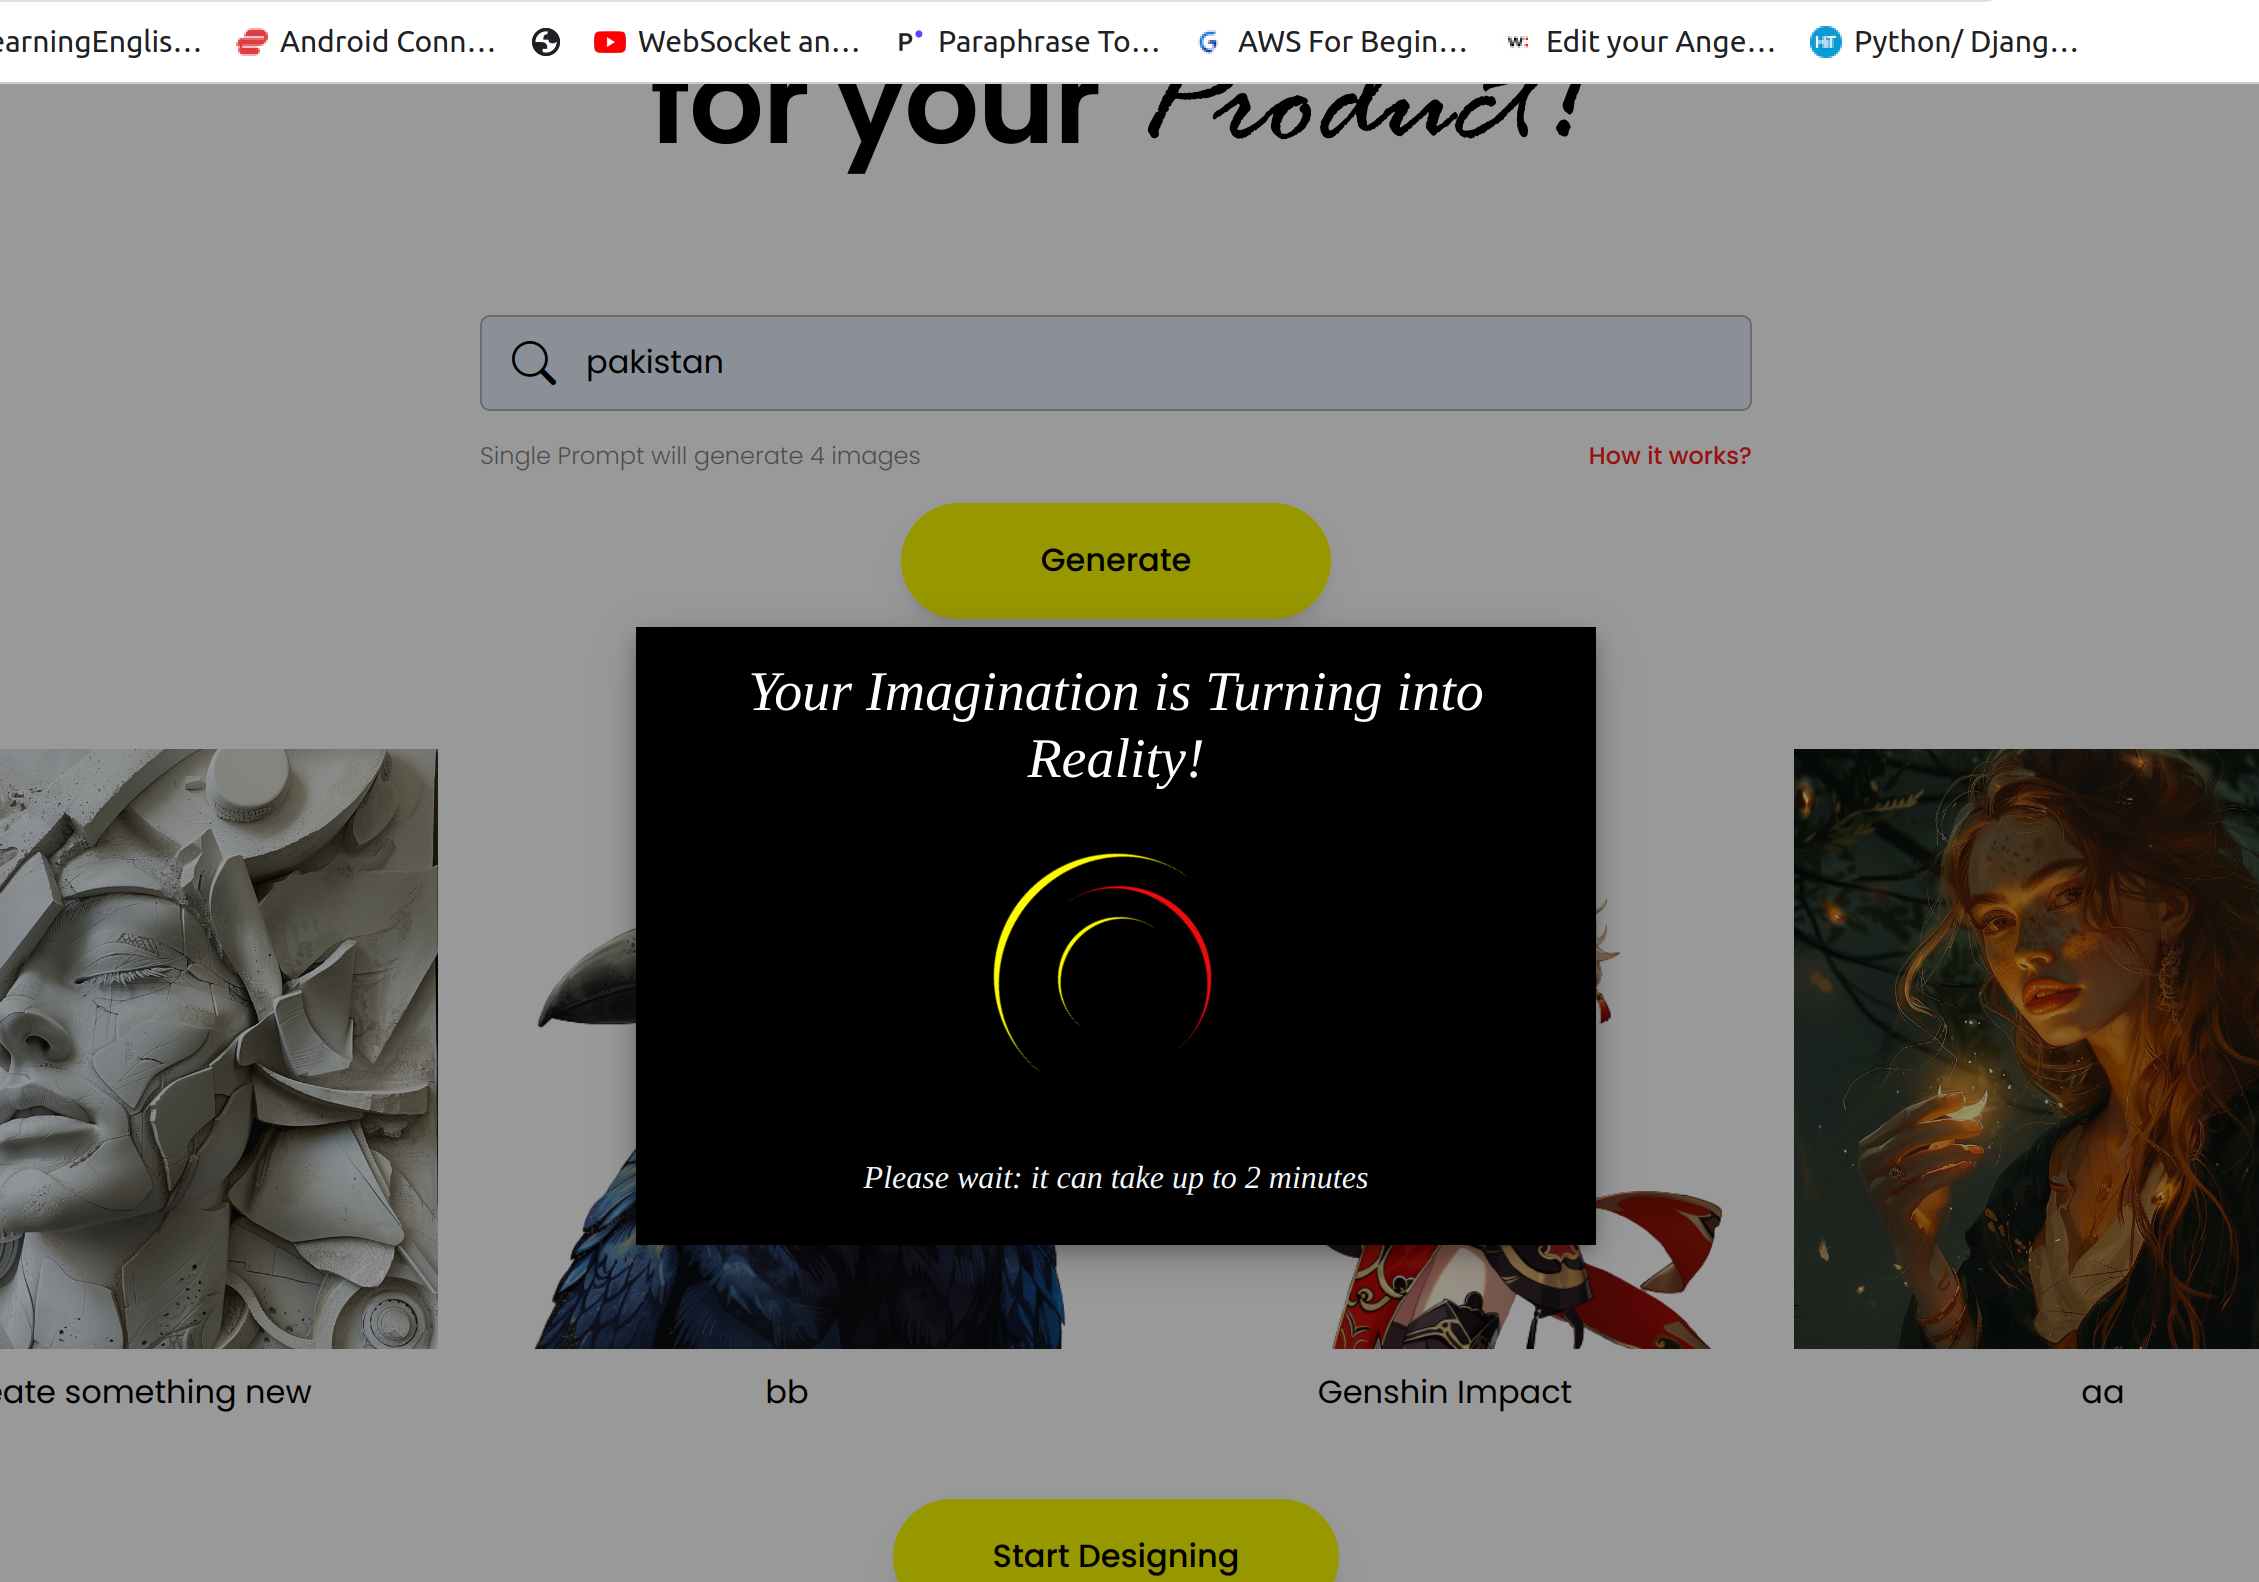 earningEnglis... Android Conn... WebSocket an... Paraphrase To... AWS For Begin... Edit your Ange... Python/ Djang...
for your Product!
pakistan
Single Prompt will generate 4 images How it works?
Generate
Your Imagination is Turning into
Reality!
Please wait: it can take up to 2 minutes
eate something new bb Genshin Impact aa
Start Designing